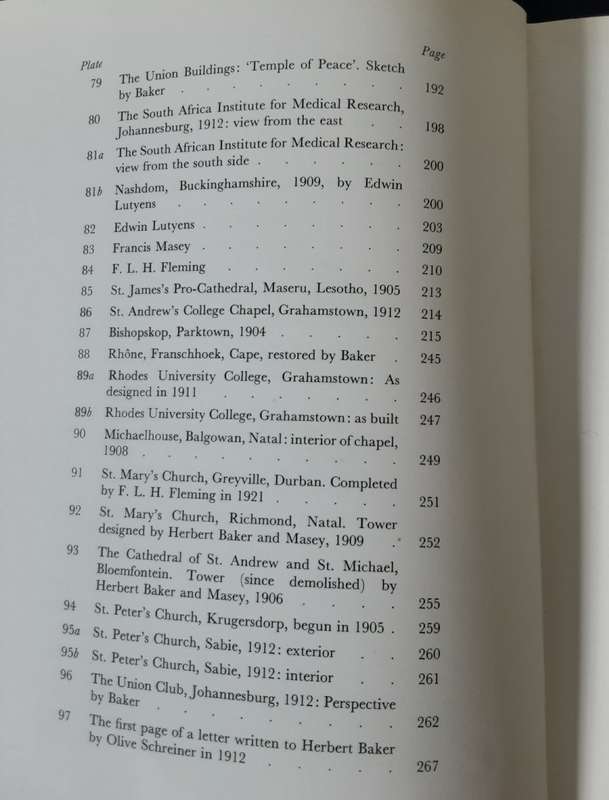 Plate Page
79 The Union Buildings: ‘Temple of Peace’. Sketch
by Baker . . . . . . . . 192
80 The South Africa Institute for Medical Research,
Johannesburg, 1912: view from the east . . 198
81a The South African Institute for Medical Research:
view from the south side . . . . . . 200
81b Nashdom, Buckinghamshire, 1909, by Edwin
Lutyens . . . . . . . . 200
82 Edwin Lutyens . . . . . . . . 203
83 Francis Masey . . . . . . . . 209
84 F. L. H. Fleming . . . . . . . 210
85 St. James's Pro-Cathedral, Maseru, Lesotho, 1905 213
86 St. Andrew's College Chapel, Grahamstown, 1912 214
87 Bishopskop, Parktown, 1904 . . . . . 215
88 Rhône, Franschhoek, Cape, restored by Baker . 245
89a Rhodes University College, Grahamstown: As
designed in 1911 . . . . . . . 246
89b Rhodes University College, Grahamstown: as built 247
90 Michaelhouse, Balgowan, Natal: interior of chapel,
1908 . . . . . . . . . . 249
91 St. Mary's Church, Greyville, Durban. Completed
by F. L. H. Fleming in 1921 . . . . . 251
92 St. Mary's Church, Richmond, Natal. Tower
designed by Herbert Baker and Masey, 1909 . 252
93 The Cathedral of St. Andrew and St. Michael,
Bloemfontein. Tower (since demolished) by
Herbert Baker and Masey, 1906 . . . . 255
94 St. Peter's Church, Krugersdorp, begun in 1905 . 259
95a St. Peter's Church, Sabie, 1912: exterior . . 260
95b St. Peter's Church, Sabie, 1912: interior . . 261
96 The Union Club, Johannesburg, 1912: Perspective
by Baker . . . . . . . . . 262
97 The first page of a letter written to Herbert Baker
by Olive Schreiner in 1912 . . . . . 267